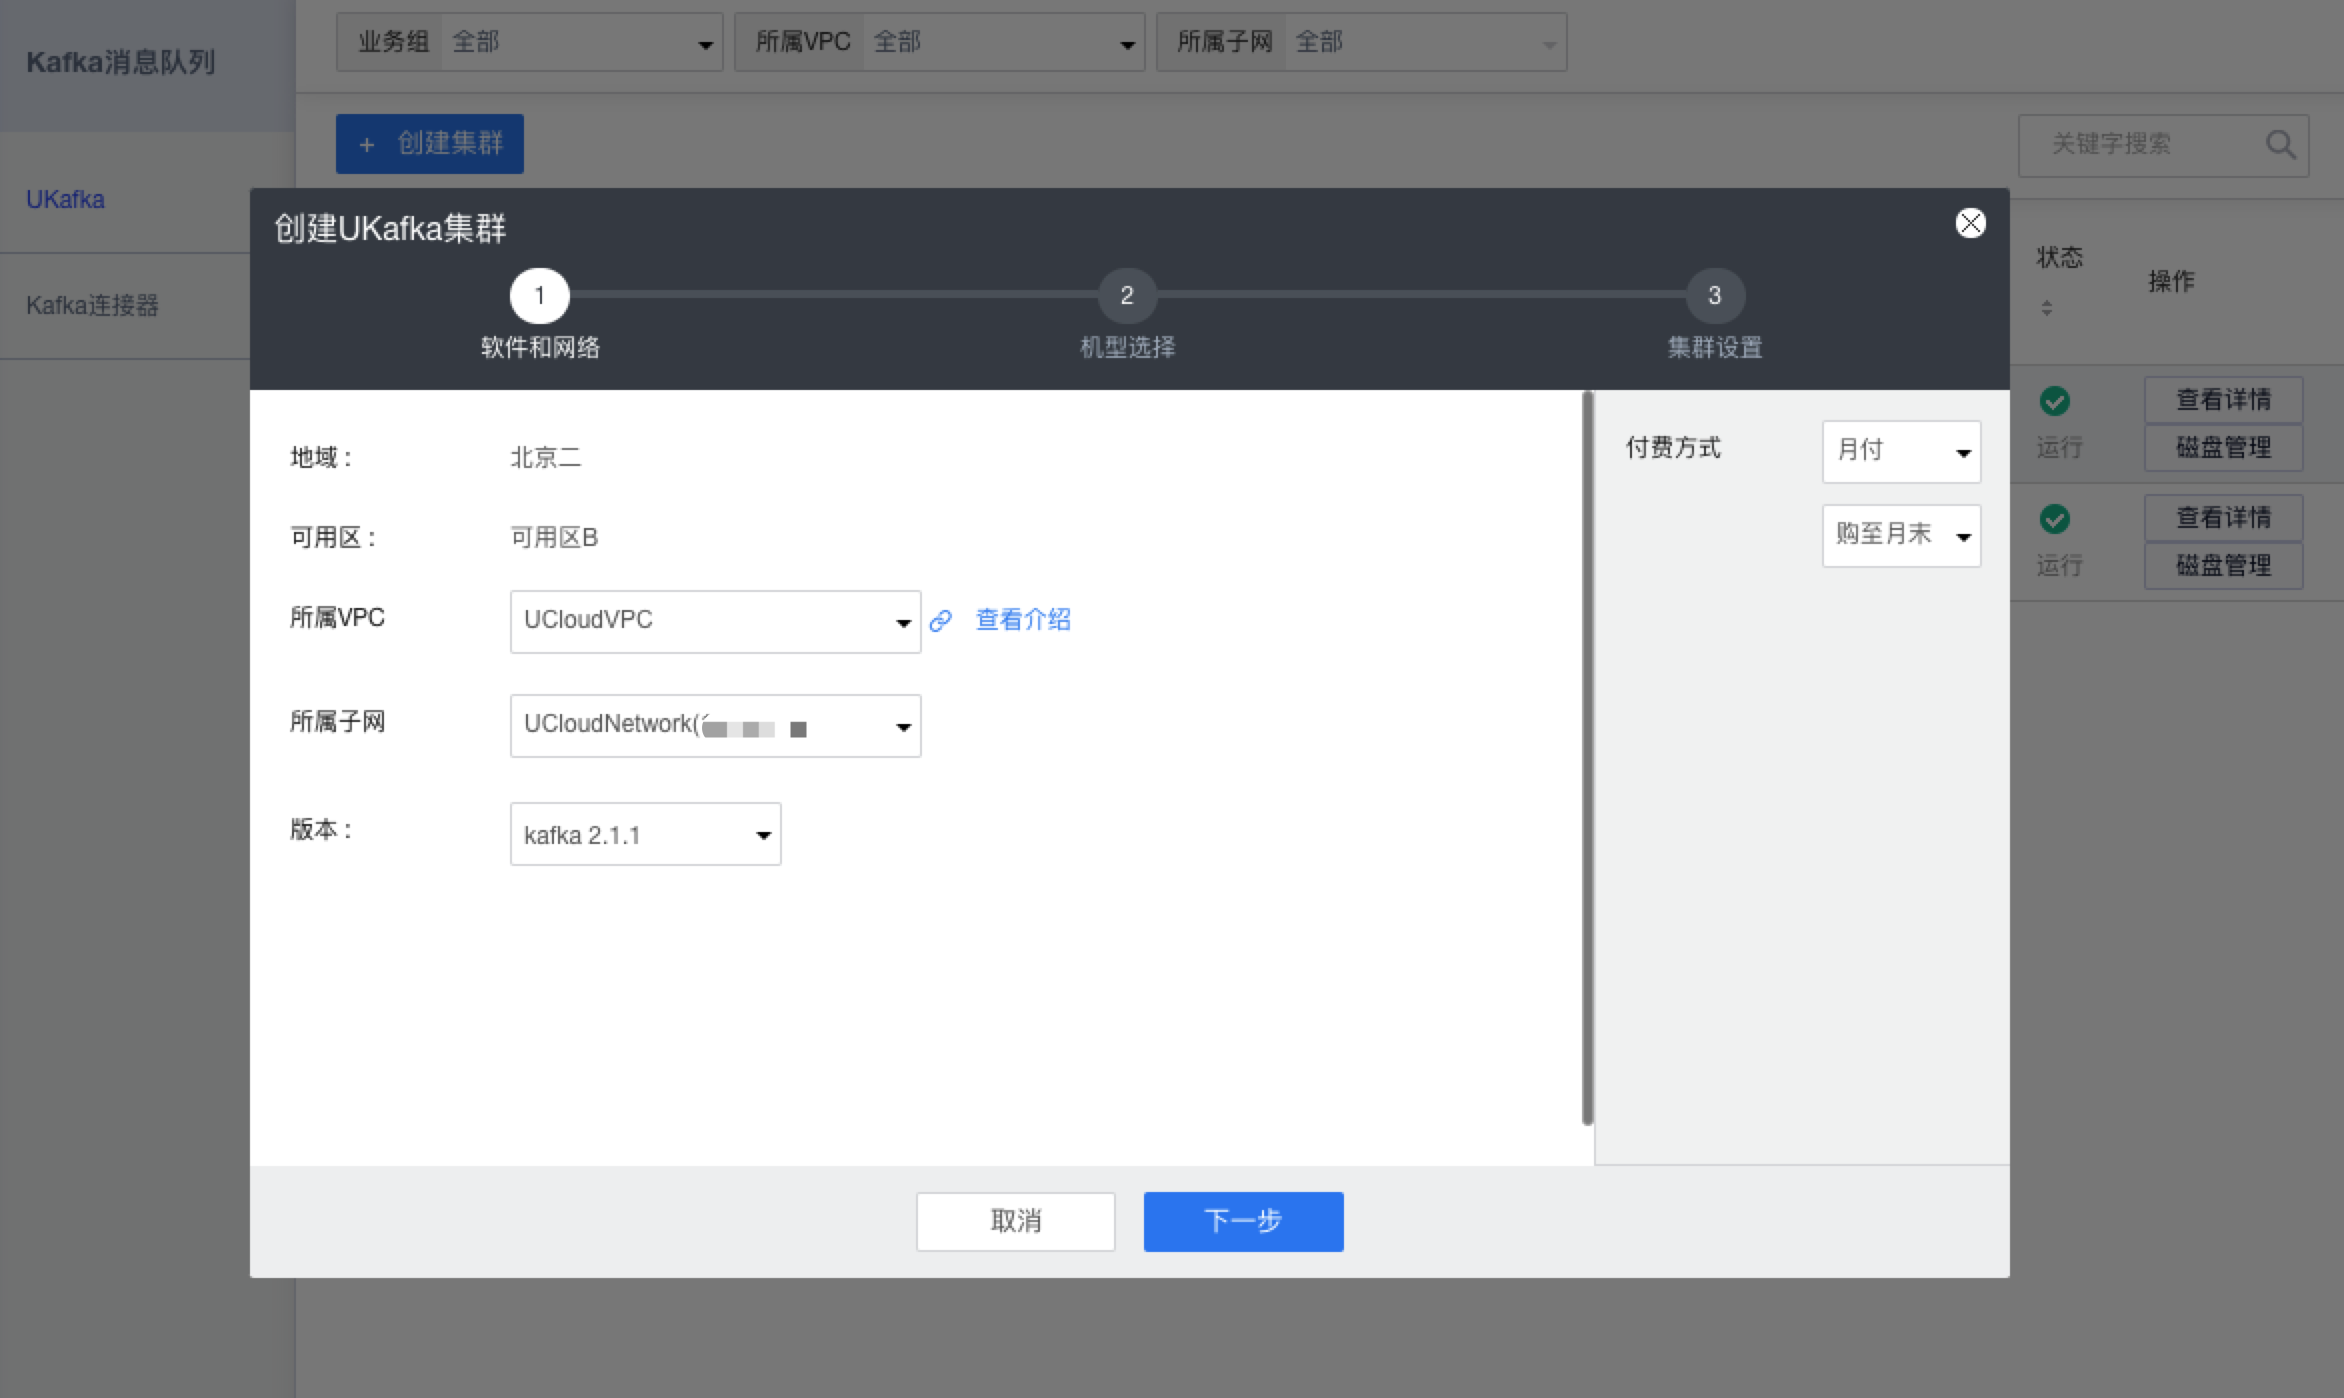 Kafka消息队列
业务组 全部
所属VPC 全部
所属子网 全部
+ 创建集群
关键字搜索
UKafka
Kafka连接器
创建UKafka集群
1
2
3
软件和网络
机型选择
集群设置
状态
操作
地域 :
北京二
可用区 :
可用区B
所属VPC
UCloudVPC
查看介绍
所属子网
UCloudNetwork(
版本 :
kafka 2.1.1
付费方式
月付
购至月末
运行
查看详情
磁盘管理
运行
查看详情
磁盘管理
取消
下一步